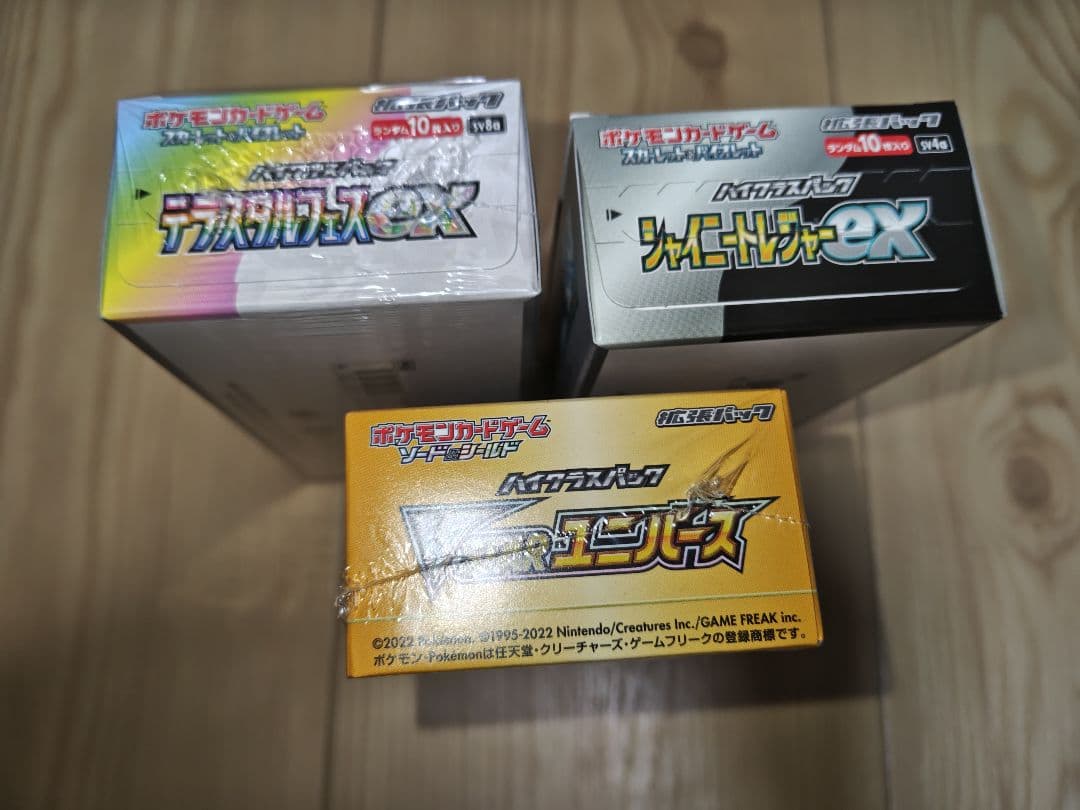 ポケモンカードゲーム
スカーレット&バイオレット
拡張パック
ランダム10枚入り SV8a
ハイクラスパック
テラスタルフェスex
ポケモンカードゲーム
スカーレット&バイオレット
拡張パック
ランダム10枚入り SV4a
ハイクラスパック
シャイニートレジャーex
ポケモンカードゲーム
ソード&シールド
拡張パック
ハイクラスパック
VSTARユニバース
©2022 Pokémon. ©1995-2022 Nintendo/Creatures Inc./GAME FREAK inc.
ポケモン・Pokémonは任天堂・クリーチャーズ・ゲームフリークの登録商標です。